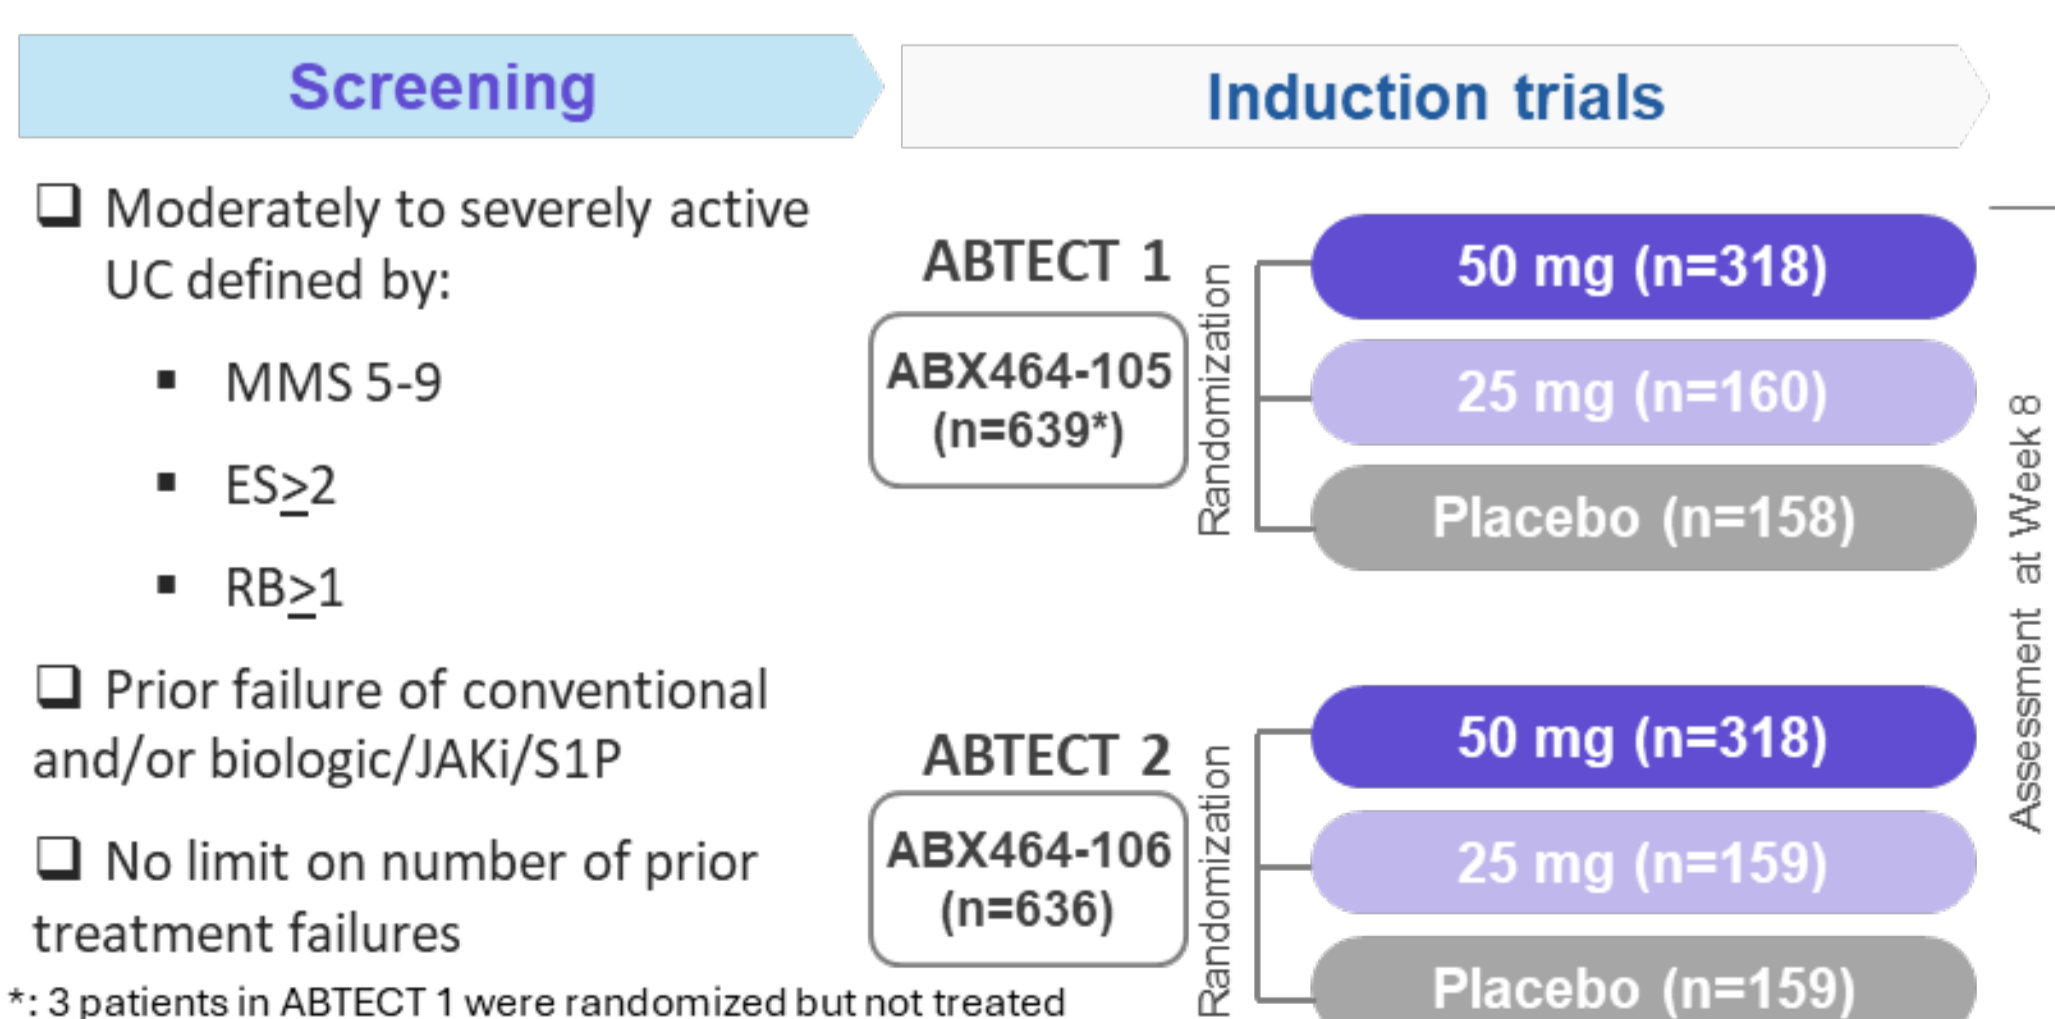 Screening
Induction trials
❑ Moderately to severely active
UC defined by:
▪ MMS 5-9
▪ ES≥2
▪ RB≥1
❑ Prior failure of conventional
and/or biologic/JAKi/S1P
❑ No limit on number of prior
treatment failures
*: 3 patients in ABTECT 1 were randomized but not treated
ABTECT 1
ABX464-105
(n=639*)
Randomization
50 mg (n=318)
25 mg (n=160)
Placebo (n=158)
ABTECT 2
ABX464-106
(n=636)
Randomization
50 mg (n=318)
25 mg (n=159)
Placebo (n=159)
Assessment at Week 8